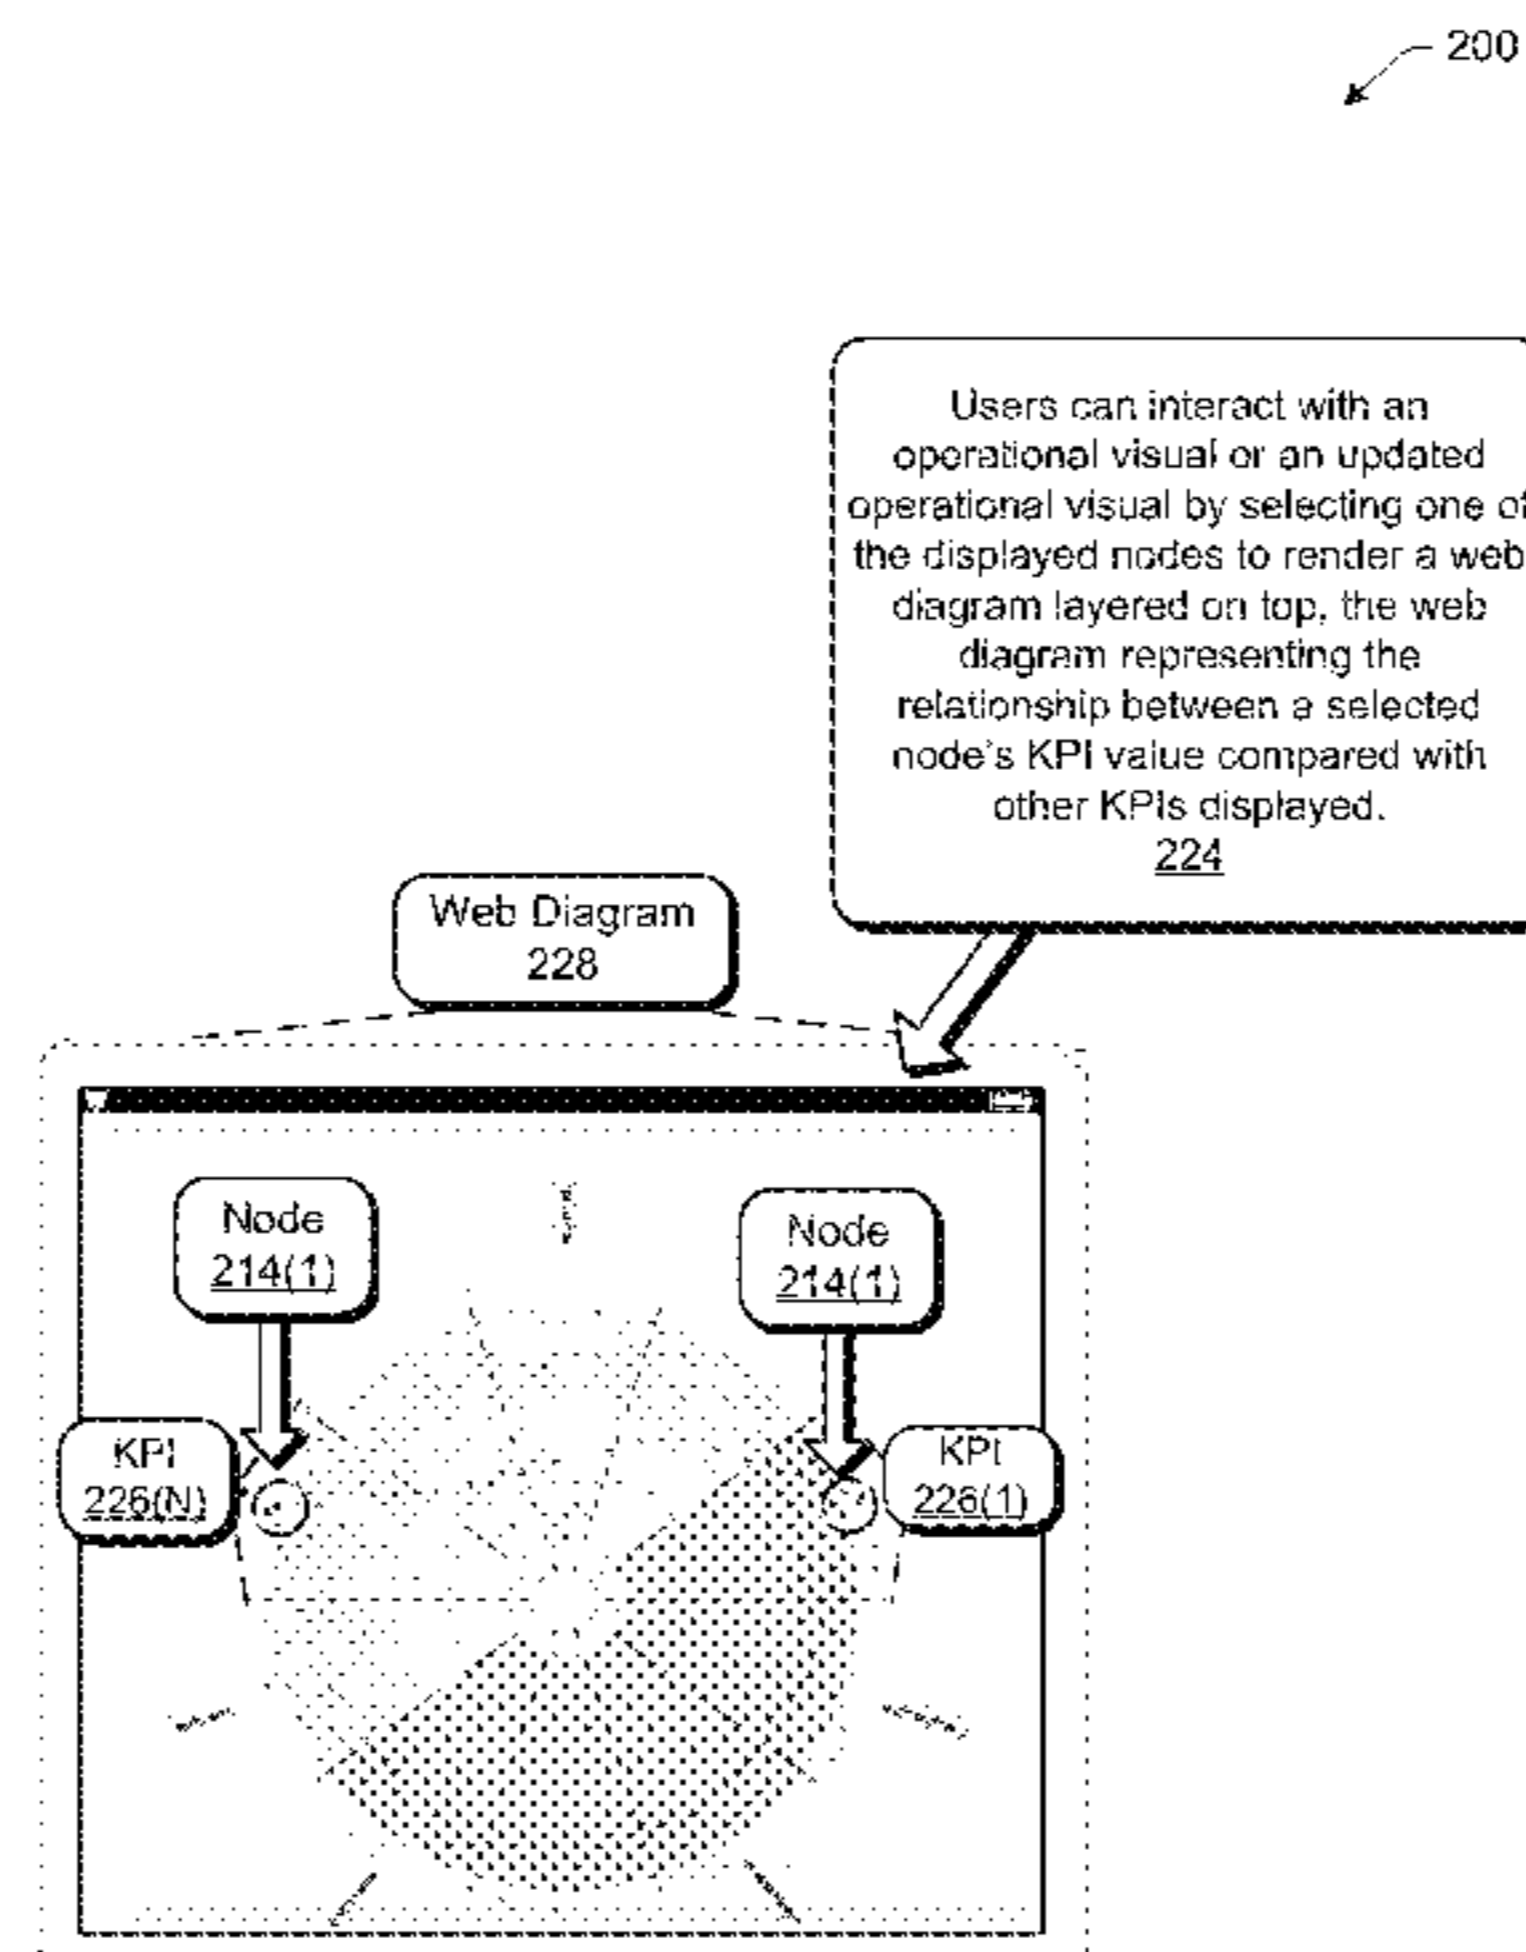 200
Users can interact with an
operational visual or an updated
operational visual by selecting one of
the displayed nodes to render a web
diagram layered on top, the web
diagram representing the
relationship between a selected
node's KPI value compared with
other KPIs displayed.
224
Web Diagram
228
Node
214(1)
Node
214(1)
KPI
226(N)
KPI
226(1)